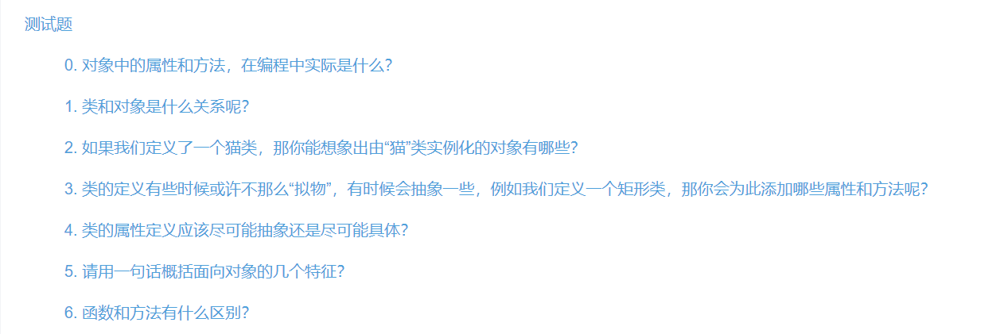 测试题
0. 对象中的属性和方法，在编程中实际是什么？
1. 类和对象是什么关系呢？
2. 如果我们定义了一个猫类，那你能想象出由“猫”类实例化的对象有哪些？
3. 类的定义有些时候或许不那么“拟物”，有时候会抽象一些，例如我们定义一个矩形类，那你会为此添加哪些属性和方法呢？
4. 类的属性定义应该尽可能抽象还是尽可能具体？
5. 请用一句话概括面向对象的几个特征？
6. 函数和方法有什么区别？